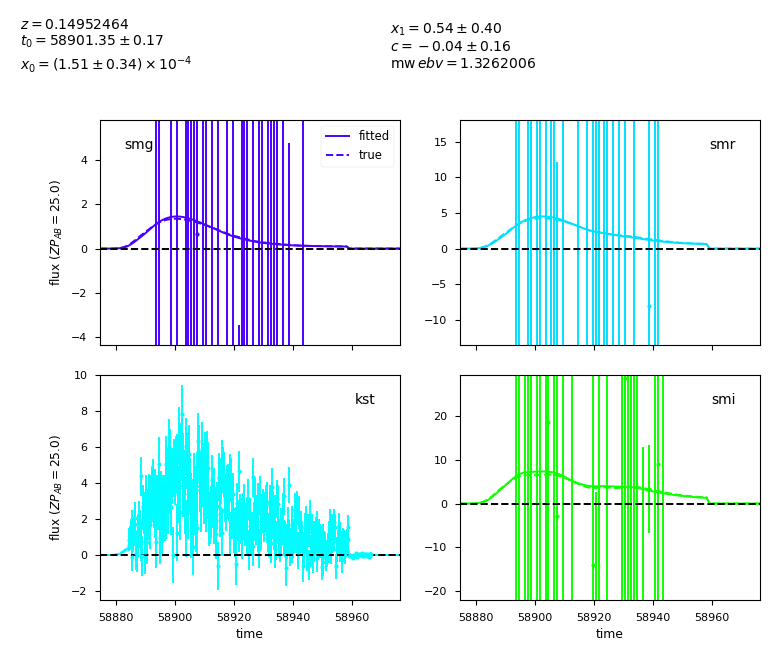 z = 0.14952464
t₀ = 58901.35 ± 0.17
x₀ = (1.51 ± 0.34) × 10⁻⁴
x₁ = 0.54 ± 0.40
c = −0.04 ± 0.16
mw ebv = 1.3262006
smg
fitted
true
flux (ZP_AB = 25.0)
4
2
0
−2
−4
smr
15
10
5
0
−5
−10
kst
flux (ZP_AB = 25.0)
10
8
6
4
2
0
−2
58880 58900 58920 58940 58960
time
smi
20
10
0
−10
−20
58880 58900 58920 58940 58960
time